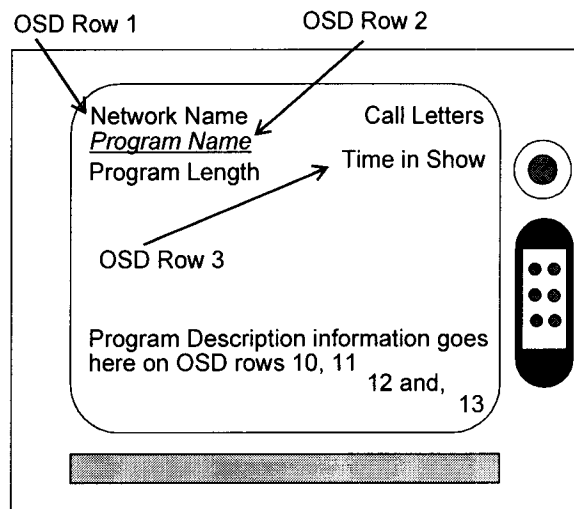 OSD Row 1
OSD Row 2
Network Name
Call Letters
Program Name
Time in Show
Program Length
OSD Row 3
Program Description information goes
here on OSD rows 10, 11
12 and,
13